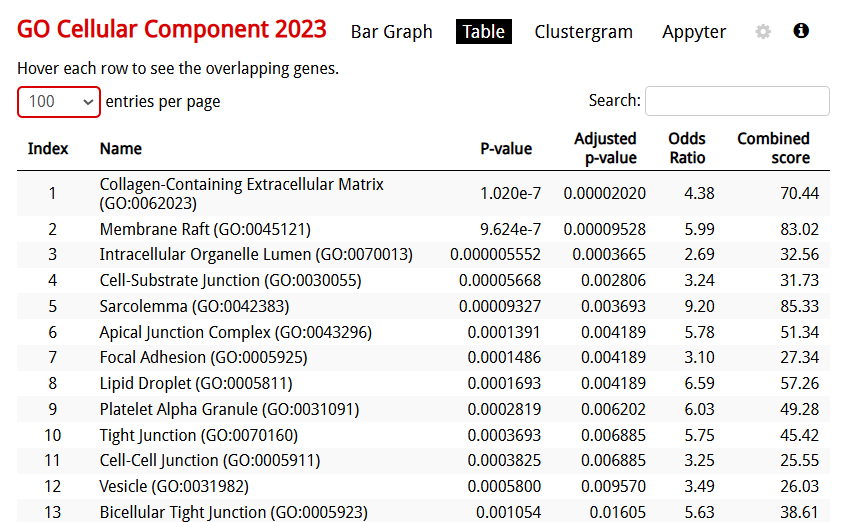 GO Cellular Component 2023 Bar Graph Table Clustergram Appyter
Hover each row to see the overlapping genes.
100 entries per page Search:
Index Name P-value Adjusted p-value Odds Ratio Combined score
1 Collagen-Containing Extracellular Matrix (GO:0062023) 1.020e-7 0.00002020 4.38 70.44
2 Membrane Raft (GO:0045121) 9.624e-7 0.00009528 5.99 83.02
3 Intracellular Organelle Lumen (GO:0070013) 0.000005552 0.0003665 2.69 32.56
4 Cell-Substrate Junction (GO:0030055) 0.00005668 0.002806 3.24 31.73
5 Sarcolemma (GO:0042383) 0.00009327 0.003693 9.20 85.33
6 Apical Junction Complex (GO:0043296) 0.0001391 0.004189 5.78 51.34
7 Focal Adhesion (GO:0005925) 0.0001486 0.004189 3.10 27.34
8 Lipid Droplet (GO:0005811) 0.0001693 0.004189 6.59 57.26
9 Platelet Alpha Granule (GO:0031091) 0.0002819 0.006202 6.03 49.28
10 Tight Junction (GO:0070160) 0.0003693 0.006885 5.75 45.42
11 Cell-Cell Junction (GO:0005911) 0.0003825 0.006885 3.25 25.55
12 Vesicle (GO:0031982) 0.0005800 0.009570 3.49 26.03
13 Bicellular Tight Junction (GO:0005923) 0.001054 0.01605 5.63 38.61